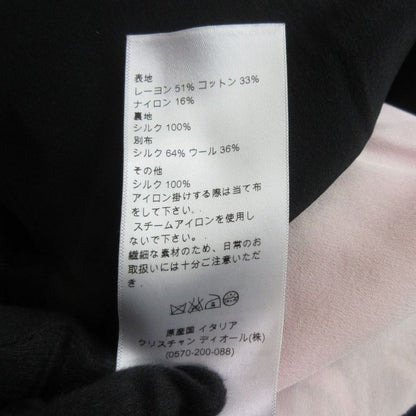 表地
レーヨン 51% コットン 33%
ナイロン 16%
裏地
シルク 100%
別布
シルク 64% ウール 36%
その他
シルク 100%
アイロン掛けする際は当て布
をして下さい. .
スチームアイロンを使用し
ないで下さい. .
繊細な素材のため、日常のお
取扱いには十分ご注意いただ
き .
原産国 イタリア
クリスチャン ディオール(株)
(0570-200-088)